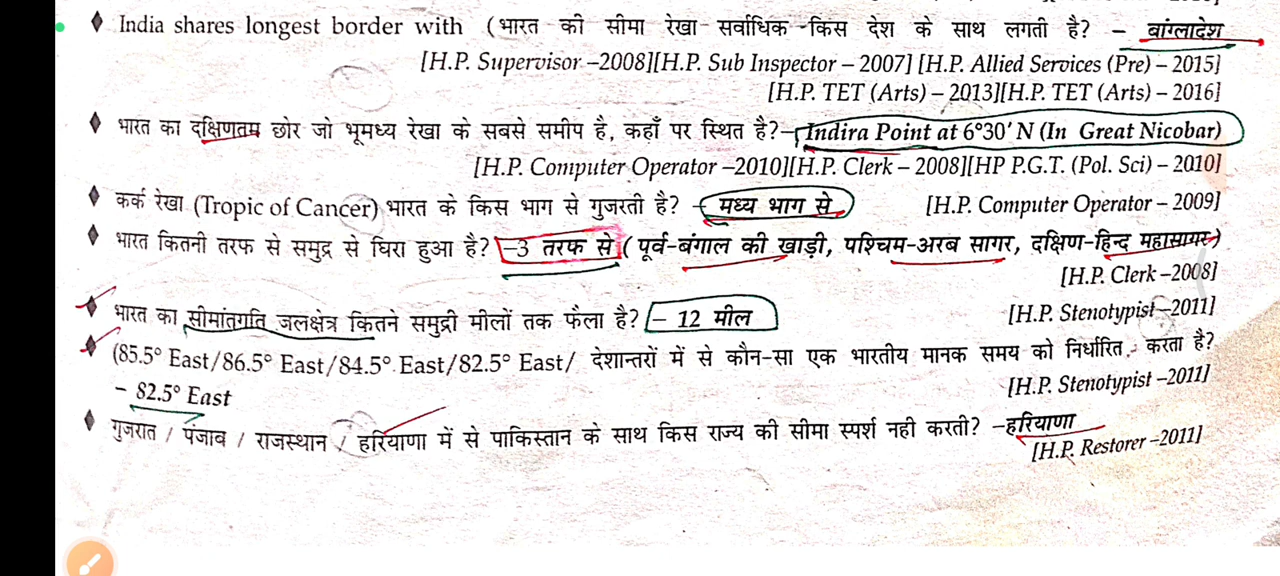 ♦ India shares longest border with (भारत की सीमा रेखा सर्वाधिक किस देश के साथ लगती है? – बांग्लादेश
[H.P. Supervisor –2008][H.P. Sub Inspector – 2007] [H.P. Allied Services (Pre) – 2015]
[H.P. TET (Arts) – 2013][H.P. TET (Arts) – 2016]
♦ भारत का दक्षिणतम छोर जो भूमध्य रेखा के सबसे समीप है, कहाँ पर स्थित है?– Indira Point at 6°30' N (In Great Nicobar)
[H.P. Computer Operator –2010][H.P. Clerk – 2008][HP P.G.T. (Pol. Sci) – 2010]
♦ कर्क रेखा (Tropic of Cancer) भारत के किस भाग से गुजरती है? – मध्य भाग से [H.P. Computer Operator – 2009]
♦ भारत कितनी तरफ से समुद्र से घिरा हुआ है? –3 तरफ से ( पूर्व-बंगाल की खाड़ी, पश्चिम-अरब सागर, दक्षिण-हिन्द महासागर)
[H.P. Clerk –2008]
♦ भारत का सीमांतगति जलक्षेत्र कितने समुद्री मीलों तक फैला है? – 12 मील [H.P. Stenotypist–2011]
♦ (85.5° East/86.5° East/84.5° East/82.5° East/ देशान्तरों में से कौन-सा एक भारतीय मानक समय को निर्धारित करता है?
– 82.5° East [H.P. Stenotypist –2011]
♦ गुजरात / पंजाब / राजस्थान / हरियाणा में से पाकिस्तान के साथ किस राज्य की सीमा स्पर्श नही करती? –हरियाणा
[H.P. Restorer –2011]